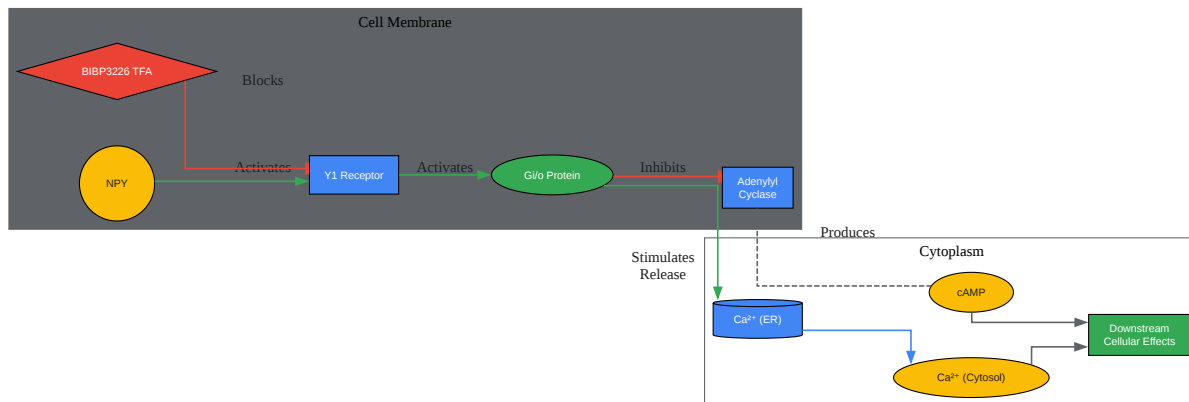 Cell Membrane
BIBP3226 TFA
Blocks
NPY
Activates
Y1 Receptor
Activates
Gi/o Protein
Inhibits
Adenylyl
Cyclase
Produces
Cytoplasm
Stimulates
Release
cAMP
Ca²⁺ (ER)
Downstream
Cellular Effects
Ca²⁺ (Cytosol)